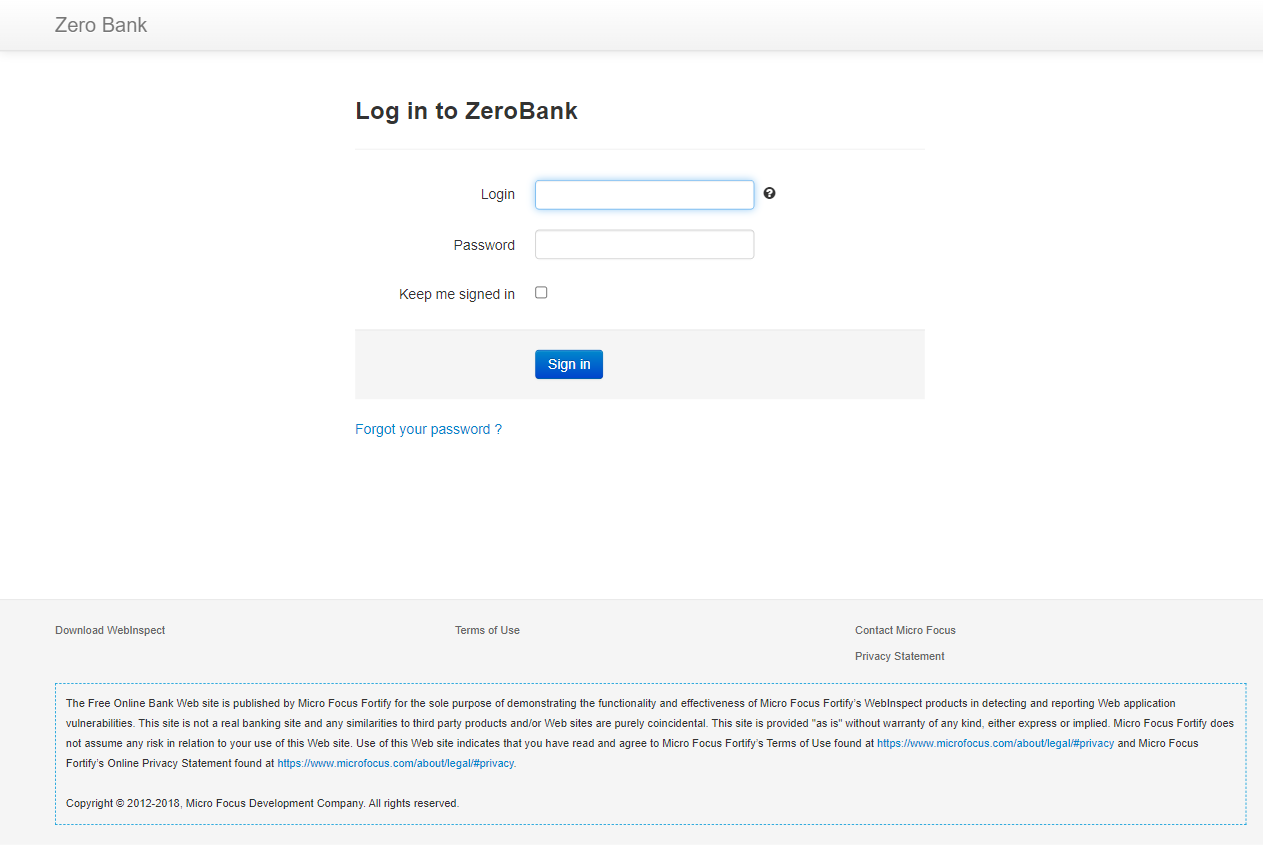 Zero Bank
Log in to ZeroBank
Login
Password
Keep me signed in
Sign in
Forgot your password ?
Download WebInspect
Terms of Use
Contact Micro Focus
Privacy Statement
The Free Online Bank Web site is published by Micro Focus Fortify for the sole purpose of demonstrating the functionality and effectiveness of Micro Focus Fortify's WebInspect products in detecting and reporting Web application
vulnerabilities. This site is not a real banking site and any similarities to third party products and/or Web sites are purely coincidental. This site is provided "as is" without warranty of any kind, either express or implied. Micro Focus Fortify does
not assume any risk in relation to your use of this Web site. Use of this Web site indicates that you have read and agree to Micro Focus Fortify's Terms of Use found at https://www.microfocus.com/about/legal/#privacy and Micro Focus
Fortify's Online Privacy Statement found at https://www.microfocus.com/about/legal/#privacy.
Copyright © 2012-2018, Micro Focus Development Company. All rights reserved.